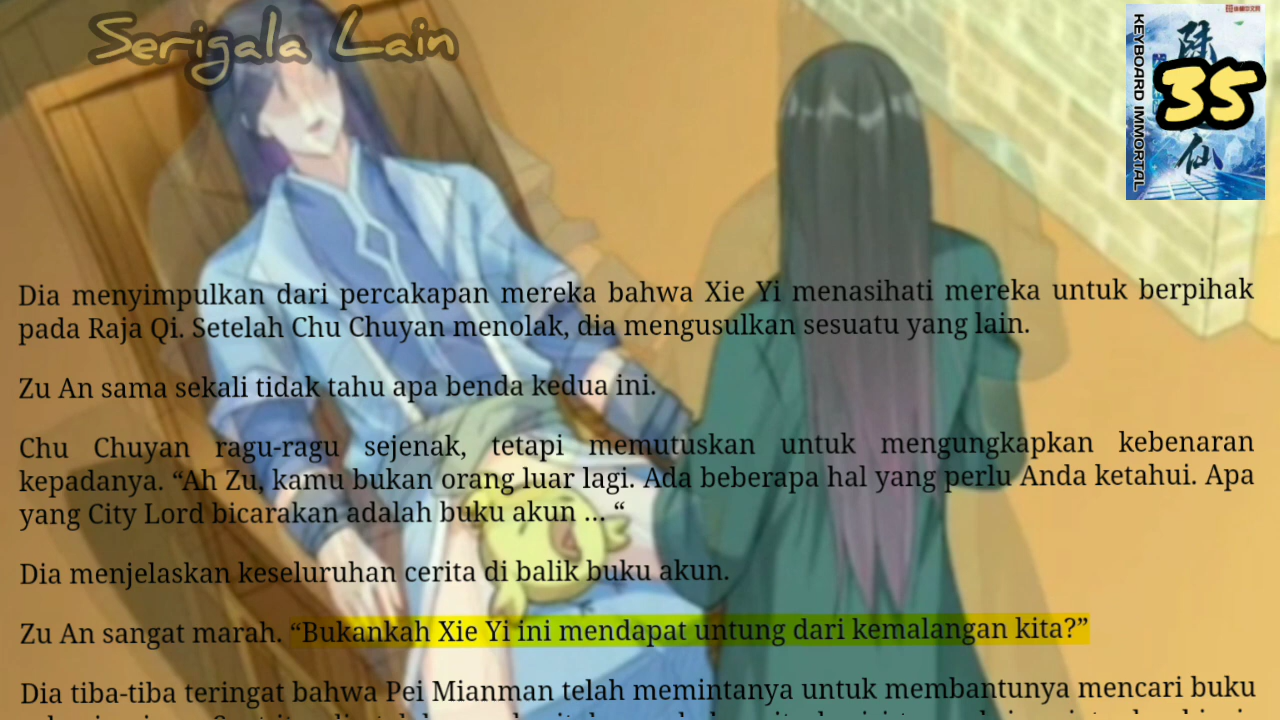 Serigala Lain
KEYBOARD IMMORTAL
35
仙
Dia menyimpulkan dari percakapan mereka bahwa Xie Yi menasihati mereka untuk berpihak
pada Raja Qi. Setelah Chu Chuyan menolak, dia mengusulkan sesuatu yang lain.
Zu An sama sekali tidak tahu apa benda kedua ini.
Chu Chuyan ragu-ragu sejenak, tetapi memutuskan untuk mengungkapkan kebenaran
kepadanya. “Ah Zu, kamu bukan orang luar lagi. Ada beberapa hal yang perlu Anda ketahui. Apa
yang City Lord bicarakan adalah buku akun ... “
Dia menjelaskan keseluruhan cerita di balik buku akun.
Zu An sangat marah. “Bukankah Xie Yi ini mendapat untung dari kemalangan kita?”
Dia tiba-tiba teringat bahwa Pei Mianman telah memintanya untuk membantunya mencari buku